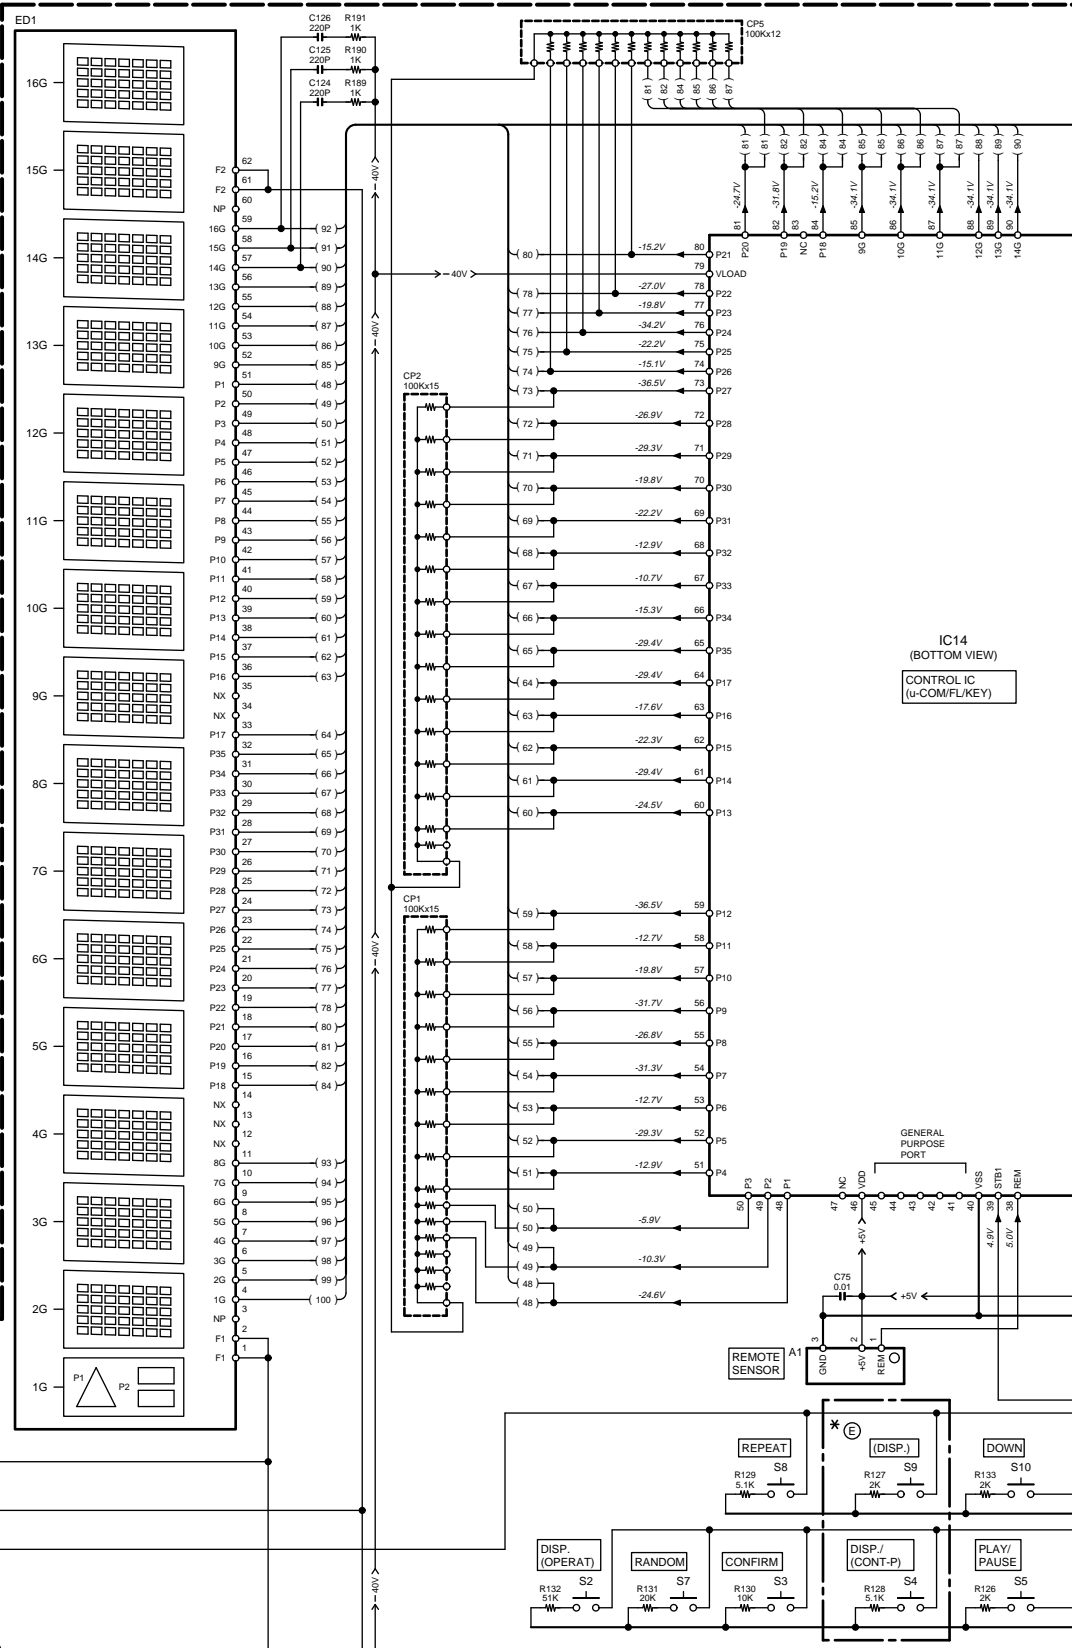 ED1
C126 R191
220P 1K
C125 R190
220P 1K
C124 R189
220P 1K
CP5
100Kx12
81 82 84 85 86 87
81 81 82 82 84 84 85 85 86 86 87 87 88 89 90
-24.7V -31.8V -15.2V -34.1V -34.1V -34.1V -34.1V -34.1V -34.1V
81 82 83 84 85 86 87 88 89 90
P20 P19 NC P18 9G 10G 11G 12G 13G 14G
16G
15G
14G
13G
12G
11G
10G
9G
8G
7G
6G
5G
4G
3G
2G
1G P1 P2
F2 62
F2 61
NP 60
16G 59 (92)
15G 58 (91)
14G 57 (90)
13G 56 (89)
12G 55 (88)
11G 54 (87)
10G 53 (86)
9G 52 (85)
P1 51 (48)
P2 50 (49)
P3 49 (50)
P4 48 (51)
P5 47 (52)
P6 46 (53)
P7 45 (54)
P8 44 (55)
P9 43 (56)
P10 42 (57)
P11 41 (58)
P12 40 (59)
P13 39 (60)
P14 38 (61)
P15 37 (62)
P16 36 (63)
NX 35
NX 34
P17 33 (64)
P35 32 (65)
P34 31 (66)
P33 30 (67)
P32 29 (68)
P31 28 (69)
P30 27 (70)
P29 26 (71)
P28 25 (72)
P27 24 (73)
P26 23 (74)
P25 22 (75)
P24 21 (76)
P23 20 (77)
P22 19 (78)
P21 18 (80)
P20 17 (81)
P19 16 (82)
P18 15 (84)
NX 14
NX 13
NX 12
8G 11 (93)
7G 10 (94)
6G 9 (95)
5G 8 (96)
4G 7 (97)
3G 6 (98)
2G 5 (99)
1G 4 (100)
NP 3
F1 2
F1 1
-40V
-40V
-40V
-40V
-40V
(80) -15.2V 80 P21
79 VLOAD
(78) -27.0V 78 P22
(77) -19.8V 77 P23
(76) -34.2V 76 P24
(75) -22.2V 75 P25
(74) -15.1V 74 P26
(73) -36.5V 73 P27
(72) -26.9V 72 P28
(71) -29.3V 71 P29
(70) -19.8V 70 P30
(69) -22.2V 69 P31
(68) -12.9V 68 P32
(67) -10.7V 67 P33
(66) -15.3V 66 P34
(65) -29.4V 65 P35
(64) -29.4V 64 P17
(63) -17.6V 63 P16
(62) -22.3V 62 P15
(61) -29.4V 61 P14
(60) -24.5V 60 P13
(59) -36.5V 59 P12
(58) -12.7V 58 P11
(57) -19.8V 57 P10
(56) -31.7V 56 P9
(55) -26.8V 55 P8
(54) -31.3V 54 P7
(53) -12.7V 53 P6
(52) -29.3V 52 P5
(51) -12.9V 51 P4
(50)
(50) -5.9V
(49)
(49) -10.3V
(48)
(48) -24.6V
CP2
100Kx15
CP1
100Kx15
IC14
(BOTTOM VIEW)
CONTROL IC
(u-COM/FL/KEY)
GENERAL
PURPOSE
PORT
P3 P2 P1 NC VDD VSS STB1 REM
50 49 48 47 46 45 44 43 42 41 40 39 38
+5V 4.9V 5.0V
C75
0.01
+5V
REMOTE
SENSOR
A1
3 2 1
GND +5V REM
* E
REPEAT (DISP.) DOWN
S8 S9 S10
R129 R127 R133
5.1K 2K 2K
DISP.
(OPERAT)
RANDOM
CONFIRM
DISP./
(CONT-P)
PLAY/
PAUSE
S2 S7 S3 S4 S5
R132 R131 R130 R128 R126
51K 20K 10K 5.1K 2K